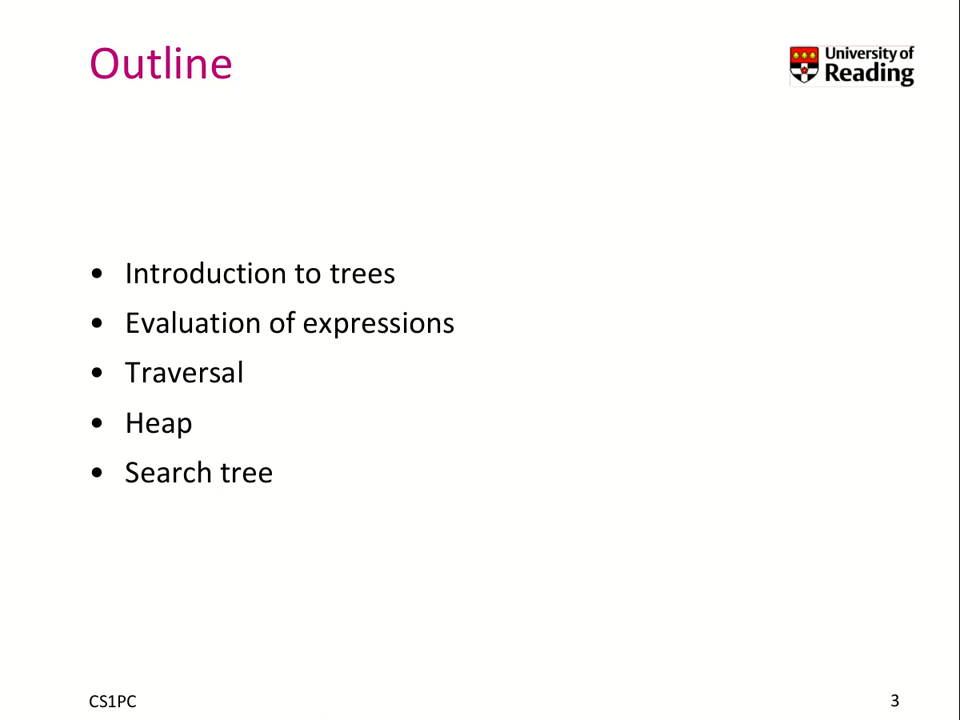 Outline
University of
Reading
• Introduction to trees
• Evaluation of expressions
• Traversal
• Heap
• Search tree
CS1PC
3